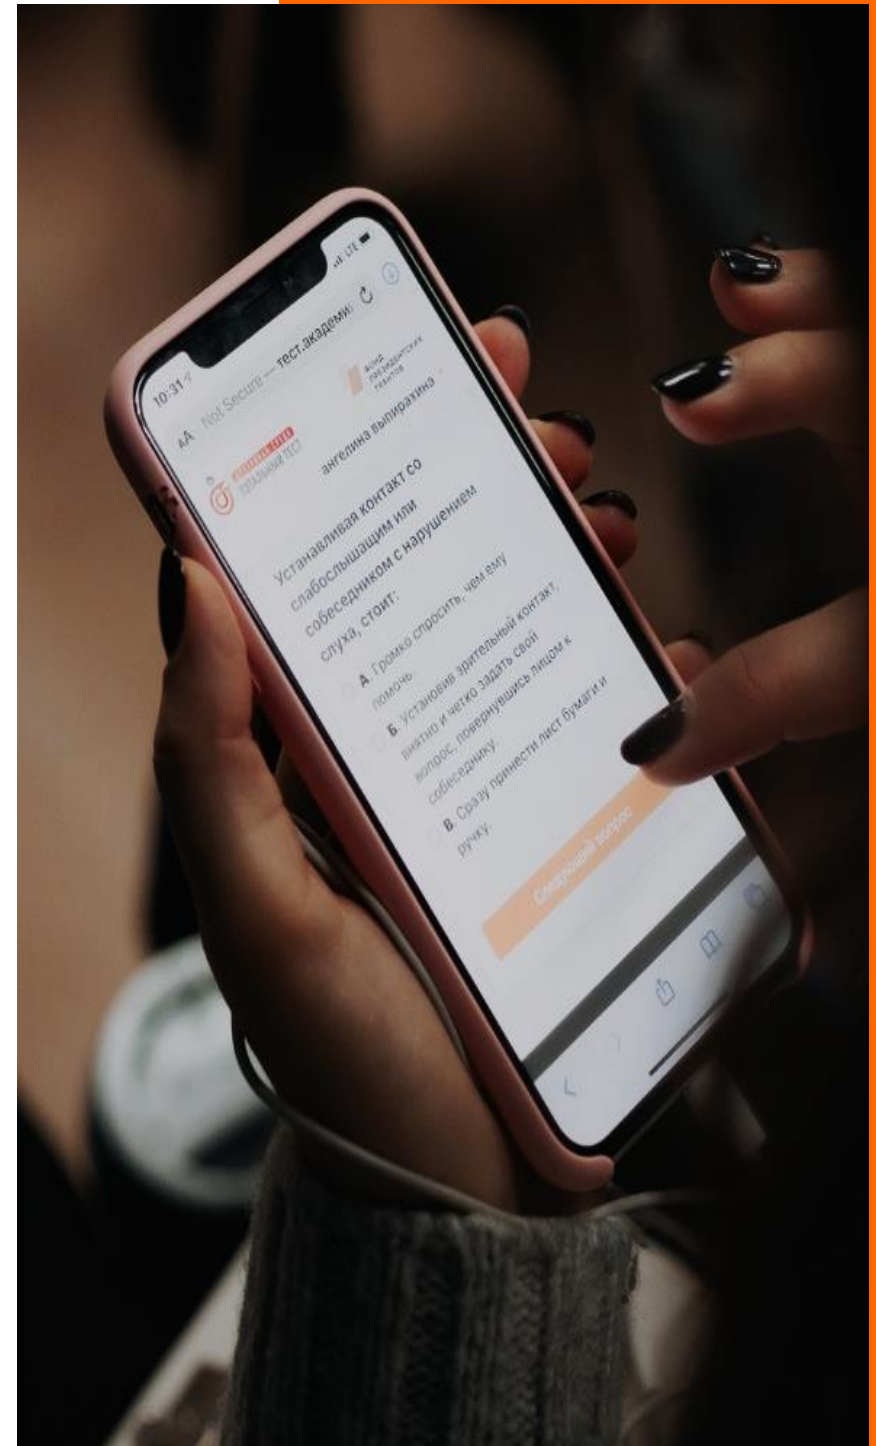 10:31
AA Not Secure — тест.академи
ФОНД
ПРЕЗИДЕНТСКИХ
ГРАНТОВ
ТОТАЛЬНЫЙ ТЕСТ
ангелина выпирахина
Устанавливая контакт со
слабослышащим или
собеседником с нарушением
слуха, стоит:
А. Громко спросить, чем ему
помочь.
Б. Установив зрительный контакт,
внятно и четко задать свой
вопрос, повернувшись лицом к
собеседнику.
В. Сразу принести лист бумаги и
ручку.
Следующий вопрос
LTE